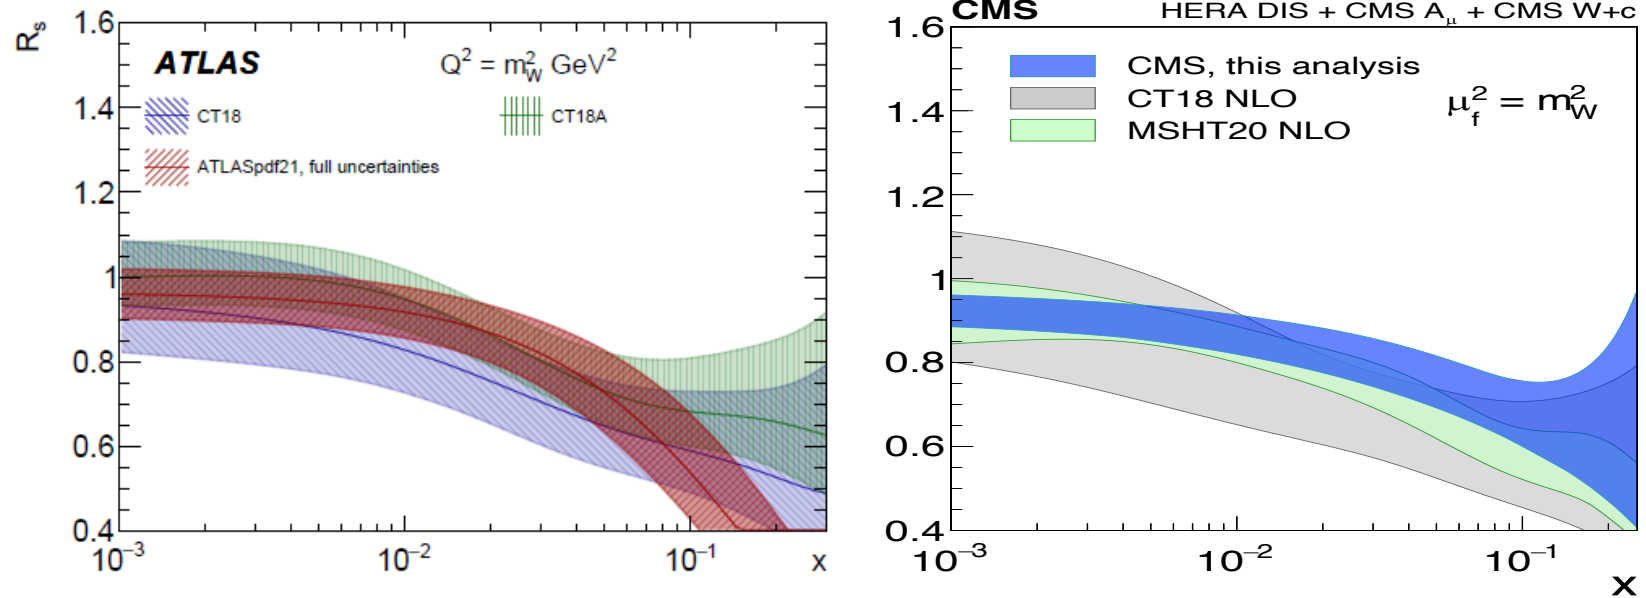 R_s
1.6
1.4
1.2
1
0.8
0.6
0.4
10^−3
10^−2
10^−1
x
ATLAS
Q² = m_W² GeV²
CT18
CT18A
ATLASpdf21, full uncertainties
CMS
HERA DIS + CMS A_μ + CMS W+c
1.6
1.4
1.2
1
0.8
0.6
0.4
10^−3
10^−2
10^−1
x
CMS, this analysis
CT18 NLO
MSHT20 NLO
μ_f² = m_W²